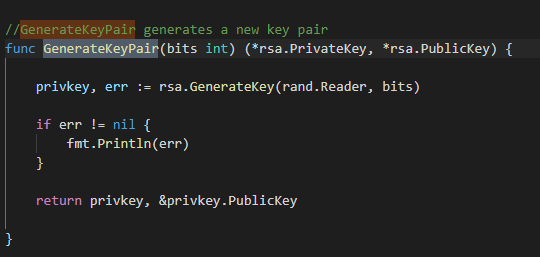 //GenerateKeyPair generates a new key pair
func GenerateKeyPair(bits int) (*rsa.PrivateKey, *rsa.PublicKey) {
privkey, err := rsa.GenerateKey(rand.Reader, bits)
if err != nil {
fmt.Println(err)
}
return privkey, &privkey.PublicKey
}